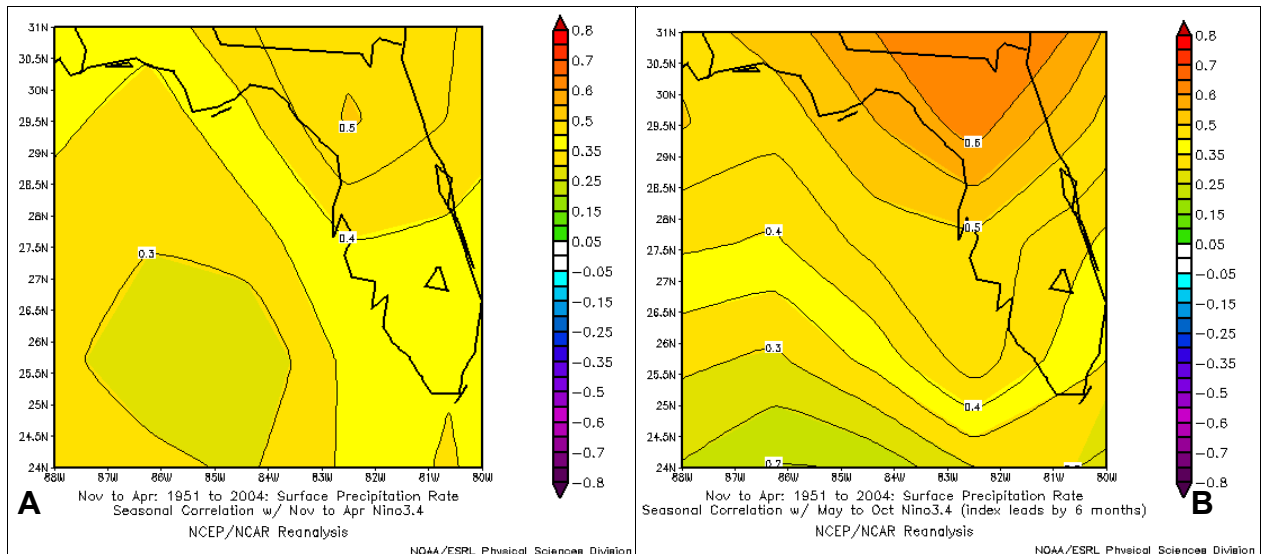 31N
30.5N
30N
29.5N
29N
28.5N
28N
27.5N
27N
26.5N
26N
25.5N
25N
24.5N
24N
88W 87W 86W 85W 84W 83W 82W 81W 80W
0.5
0.4
0.3
0.8
0.7
0.6
0.5
0.45
0.35
0.25
0.15
0.05
-0.05
-0.15
-0.25
-0.35
-0.45
-0.5
-0.6
-0.7
-0.8
A
Nov to Apr: 1951 to 2004: Surface Precipitation Rate
Seasonal Correlation w/ Nov to Apr Nino3.4
NCEP/NCAR Reanalysis
NOAA/ESRL Physical Sciences Division
31N
30.5N
30N
29.5N
29N
28.5N
28N
27.5N
27N
26.5N
26N
25.5N
25N
24.5N
24N
88W 87W 86W 85W 84W 83W 82W 81W 80W
0.6
0.5
0.4
0.3
0.4
0.8
0.7
0.6
0.5
0.45
0.35
0.25
0.15
0.05
-0.05
-0.15
-0.25
-0.35
-0.45
-0.5
-0.6
-0.7
-0.8
B
Nov to Apr: 1951 to 2004: Surface Precipitation Rate
Seasonal Correlation w/ May to Oct Nino3.4 (index leads by 6 months)
NCEP/NCAR Reanalysis
NOAA/ESRL Physical Sciences Division